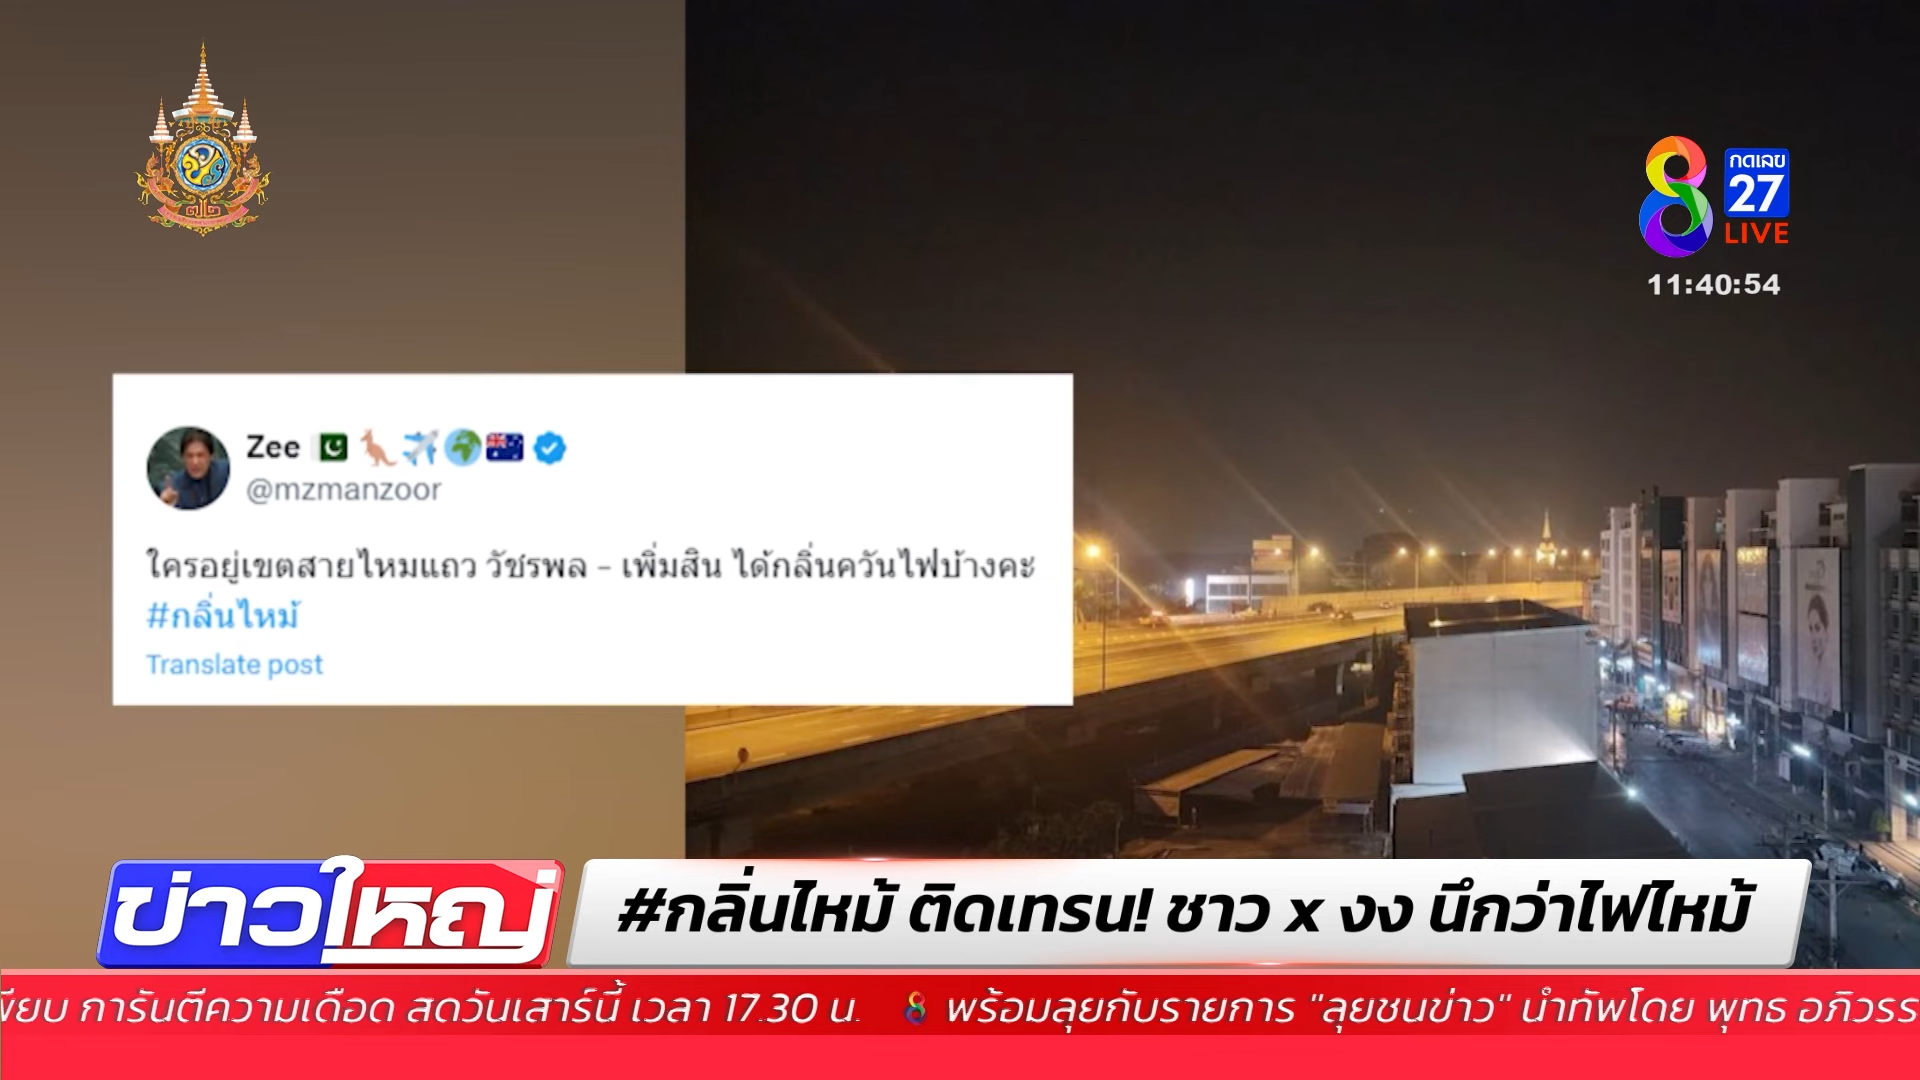 กดเลข
27
LIVE
11:40:54
Zee
@mzmanzoor
ใครอยู่เขตสายไหมแถว วัชรพล - เพิ่มสิน ได้กลิ่นควันไฟบ้างคะ
#กลิ่นไหม้
Translate post
ข่าวใหญ่
#กลิ่นไหม้ ติดเทรน! ชาว x งง นึกว่าไฟไหม้
การันตีความเดือด สดวันเสาร์นี้ เวลา 17.30 น. 8 พร้อมลุยกับรายการ "ลุยชนข่าว" นำทัพโดย พุทธ อภิวรร